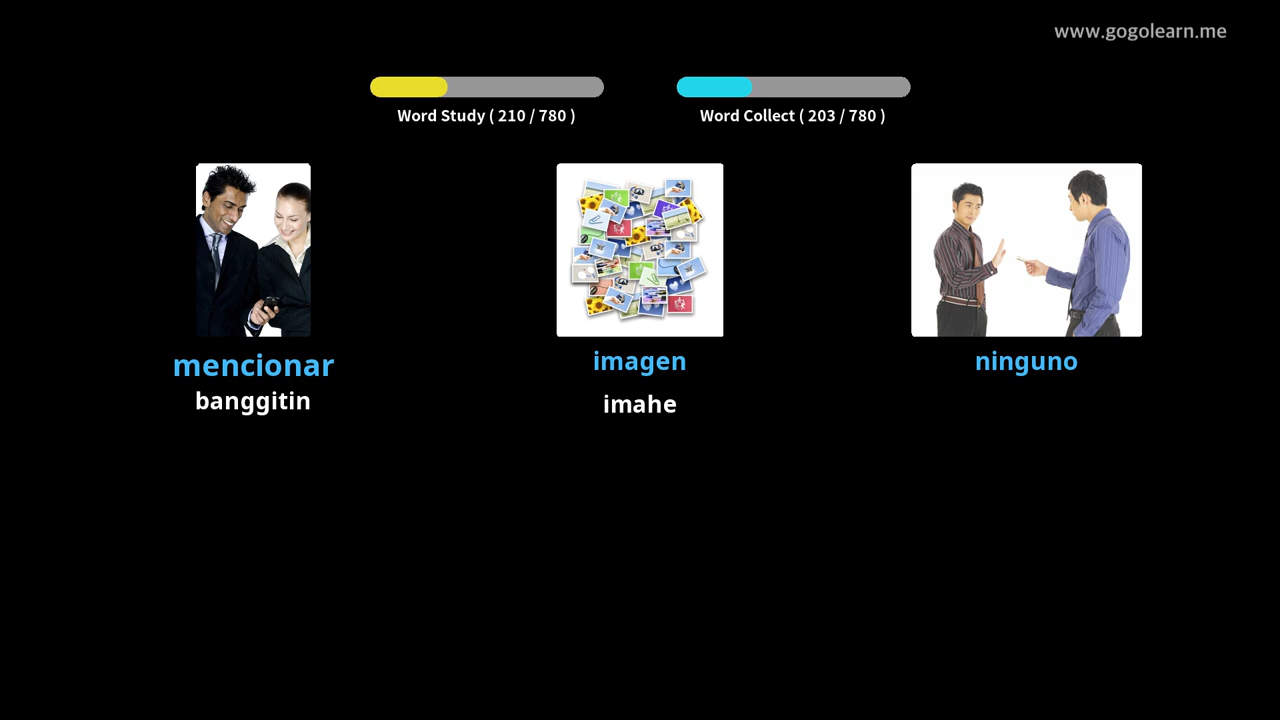 www.gogolearn.me
Word Study ( 210 / 780 )
Word Collect ( 203 / 780 )
mencionar
banggitin
imagen
imahe
ninguno